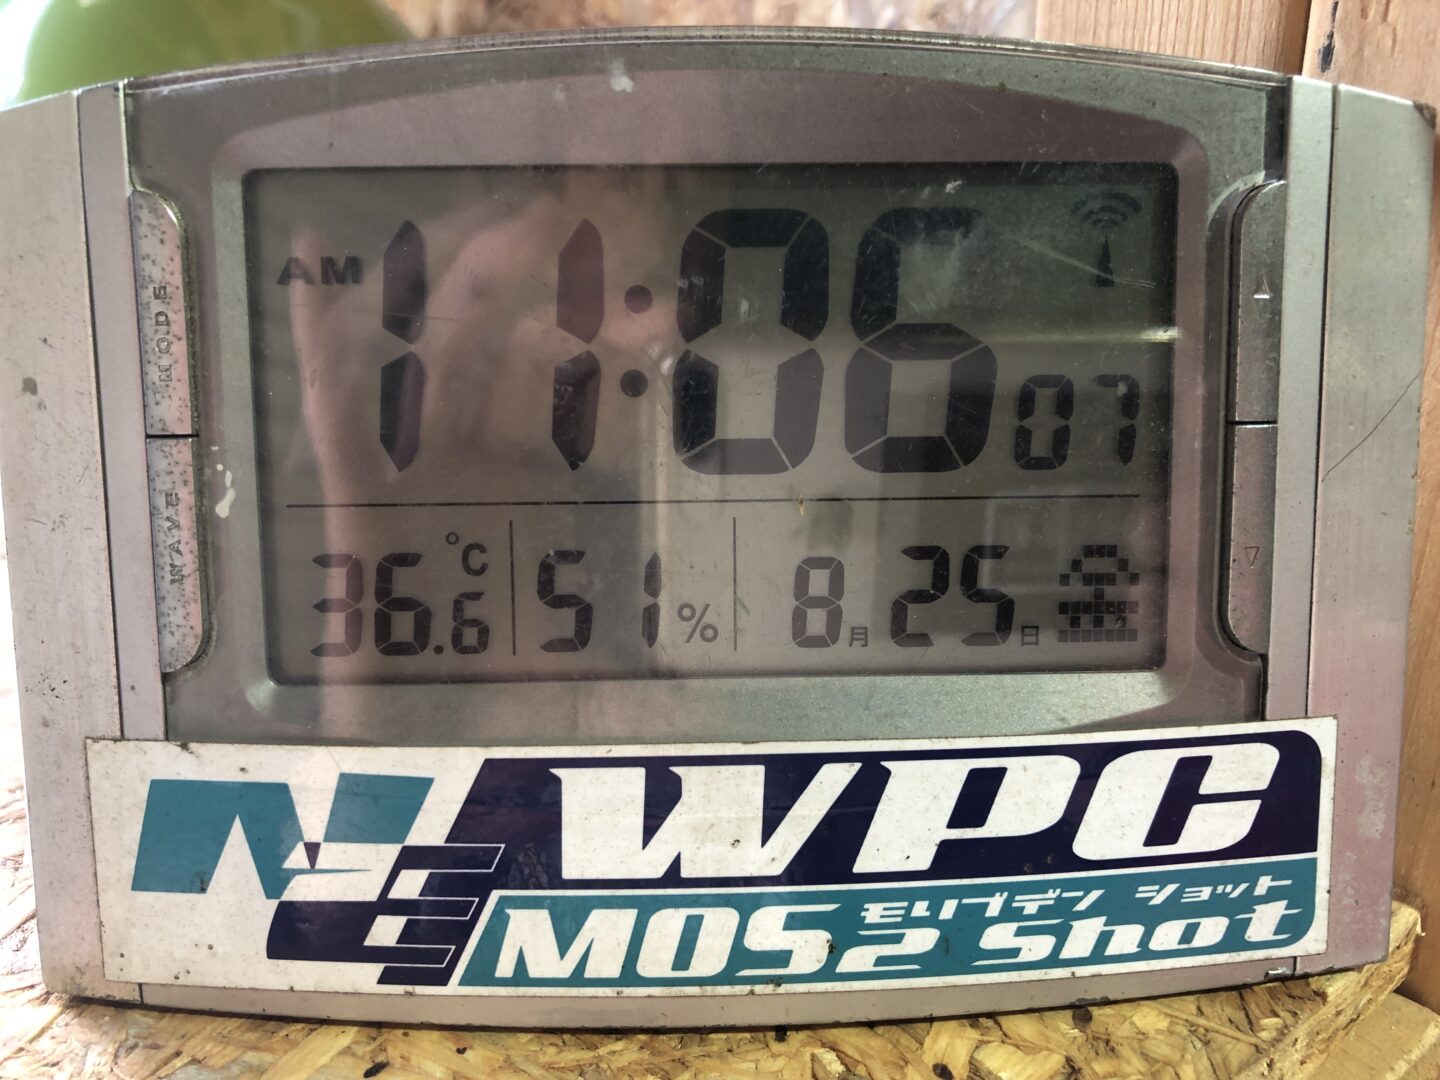 AM 11:06 07
MODE
WAVE
36.6 °C 51 % 8月25日 金
NE WPC
モリブデン ショット
MOS2 Shot